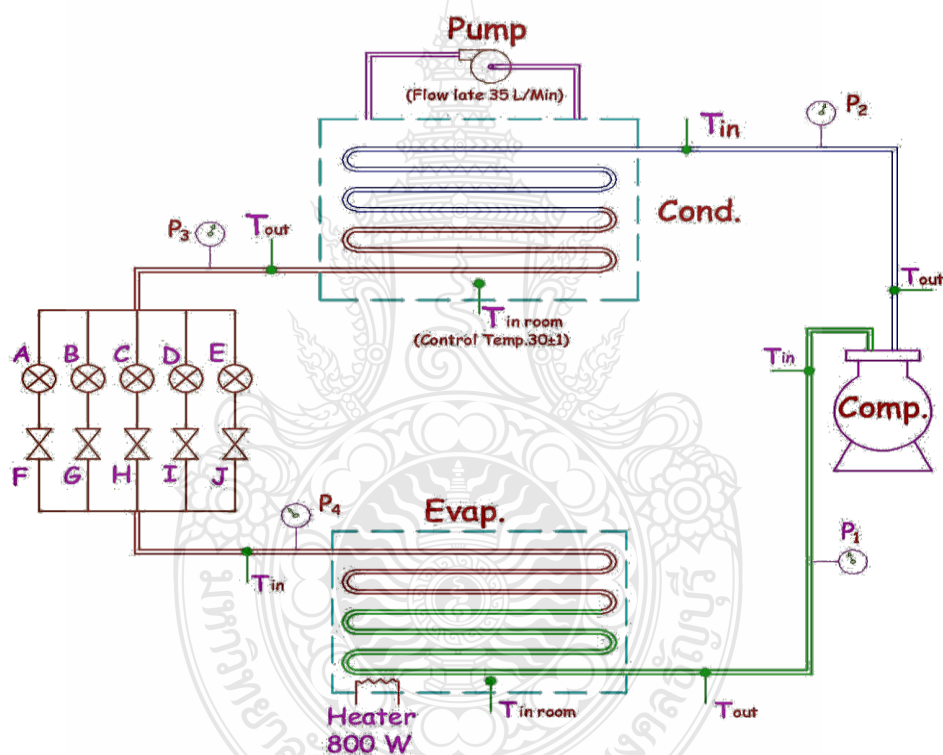 Pump
(Flow late 35 L/Min)
Tin
P2
Cond.
P3
Tout
Tout
T in room
(Control Temp.30±1)
Tin
A B C D E
Comp.
F G H I J
P4
Evap.
P1
Tin
Heater
800 W
T in room
Tout